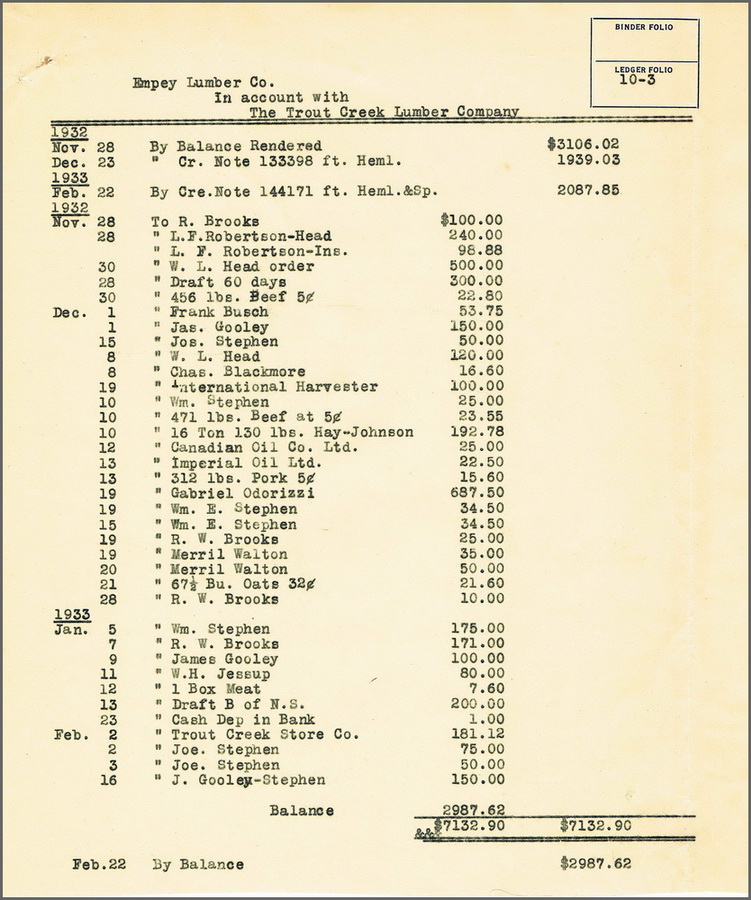 BINDER FOLIO
LEDGER FOLIO
10-3
Empey Lumber Co.
In account with
The Trout Creek Lumber Company
1932
Nov. 28 By Balance Rendered $3106.02
Dec. 23 " Cr. Note 133398 ft. Heml. 1939.03
1933
Feb. 22 By Cre.Note 144171 ft. Heml.&Sp. 2087.85
1932
Nov. 28 To R. Brooks $100.00
28 " L.F.Robertson-Head 240.00
" L. F. Robertson-Ins. 98.88
30 " W. L. Head order 500.00
28 " Draft 60 days 300.00
30 " 456 lbs. Beef 5¢ 22.80
Dec. 1 " Frank Busch 53.75
1 " Jas. Gooley 150.00
15 " Jos. Stephen 50.00
8 " W. L. Head 120.00
8 " Chas. Blackmore 16.60
19 " International Harvester 100.00
10 " Wm. Stephen 25.00
10 " 471 lbs. Beef at 5¢ 23.55
10 " 16 Ton 130 lbs. Hay-Johnson 192.78
12 " Canadian Oil Co. Ltd. 25.00
13 " Imperial Oil Ltd. 22.50
13 " 312 lbs. Pork 5¢ 15.60
19 " Gabriel Odorizzi 687.50
19 " Wm. E. Stephen 34.50
15 " Wm. E. Stephen 34.50
19 " R. W. Brooks 25.00
19 " Merril Walton 35.00
20 " Merril Walton 50.00
21 " 67½ Bu. Oats 32¢ 21.60
28 " R. W. Brooks 10.00
1933
Jan. 5 " Wm. Stephen 175.00
7 " R. W. Brooks 171.00
9 " James Gooley 100.00
11 " W.H. Jessup 80.00
12 " 1 Box Meat 7.60
13 " Draft B of N.S. 200.00
23 " Cash Dep in Bank 1.00
Feb. 2 " Trout Creek Store Co. 181.12
2 " Joe. Stephen 75.00
3 " Joe. Stephen 50.00
16 " J. Gooley-Stephen 150.00
Balance 2987.62
&&$7132.90 $7132.90
Feb.22 By Balance $2987.62